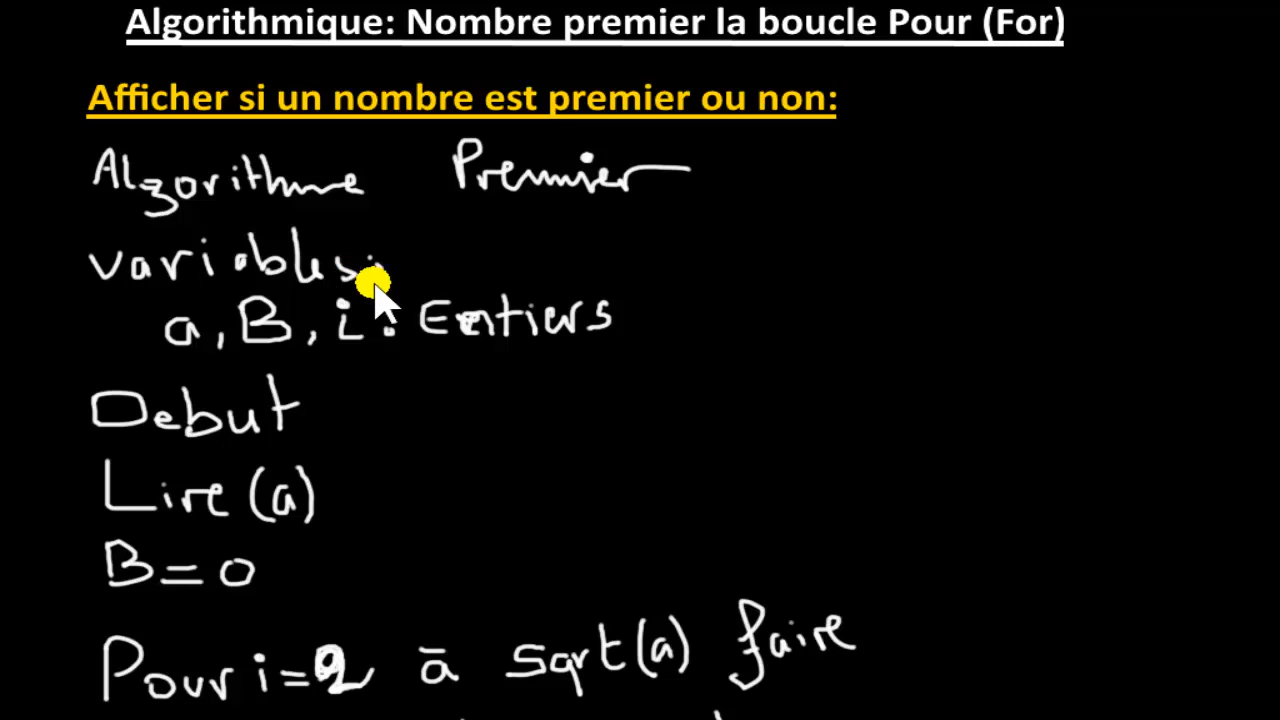 Algorithmique: Nombre premier la boucle Pour (For)
Afficher si un nombre est premier ou non:
Algorithme Premier
variables:
a, B, i : Entiers
Debut
Lire (a)
B = 0
Pour i = 2 à sqrt(a) faire